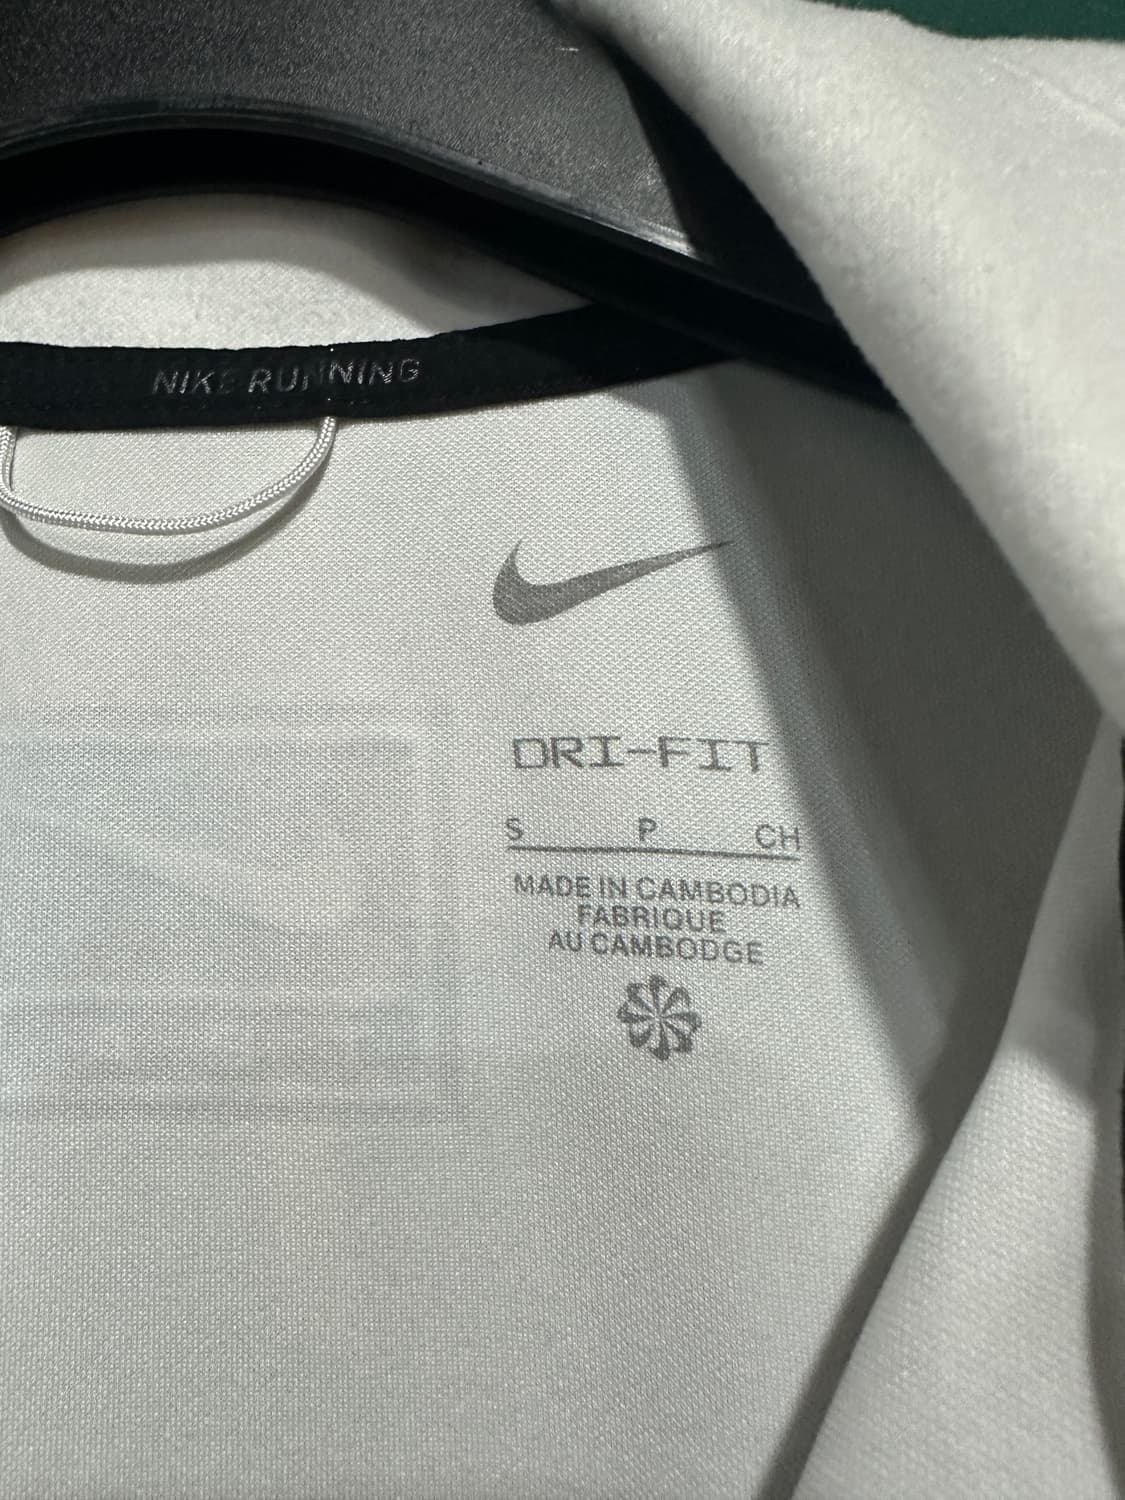 NIKE RUNNING
DRI-FIT
S P CH
MADE IN CAMBODIA
FABRIQUE
AU CAMBODGE